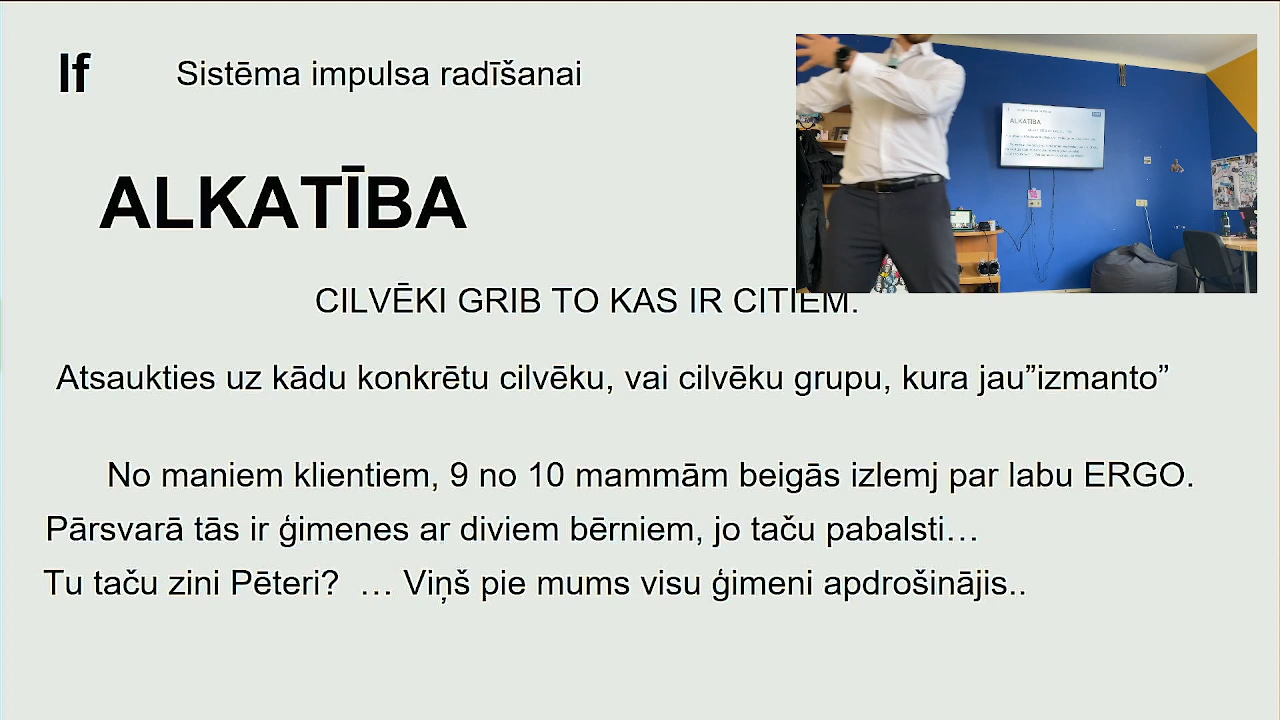 If
Sistēma impulsa radīšanai
ALKATĪBA
CILVĒKI GRIB TO KAS IR CITIEM.
Atsaukties uz kādu konkrētu cilvēku, vai cilvēku grupu, kura jau”izmanto”
No maniem klientiem, 9 no 10 mammām beigās izlemj par labu ERGO.
Pārsvarā tās ir ģimenes ar diviem bērniem, jo taču pabalsti…
Tu taču zini Pēteri?  … Viņš pie mums visu ģimeni apdrošinājis..
ALKATĪBA